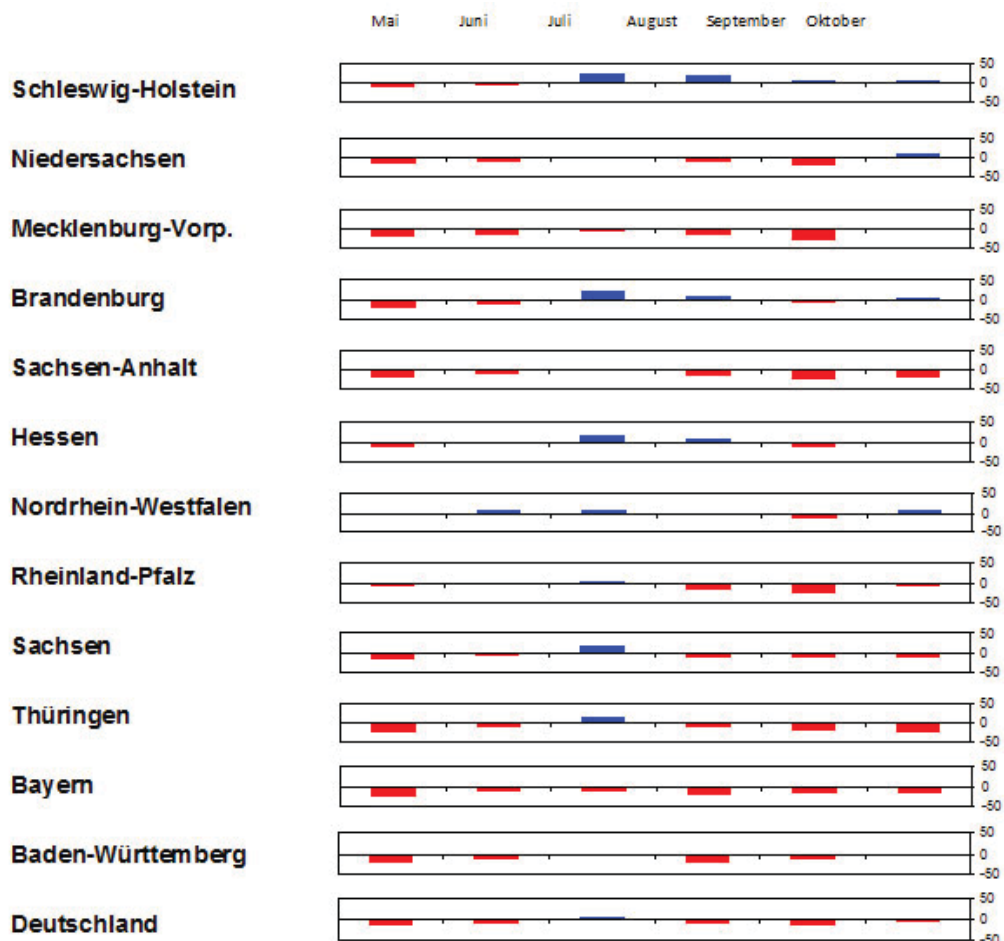 Mai Juni Juli August September Oktober
Schleswig-Holstein 50 0 -50
Niedersachsen 50 0 -50
Mecklenburg-Vorp. 50 0 -50
Brandenburg 50 0 -50
Sachsen-Anhalt 50 0 -50
Hessen 50 0 -50
Nordrhein-Westfalen 50 0 -50
Rheinland-Pfalz 50 0 -50
Sachsen 50 0 -50
Thüringen 50 0 -50
Bayern 50 0 -50
Baden-Württemberg 50 0 -50
Deutschland 50 0 -50